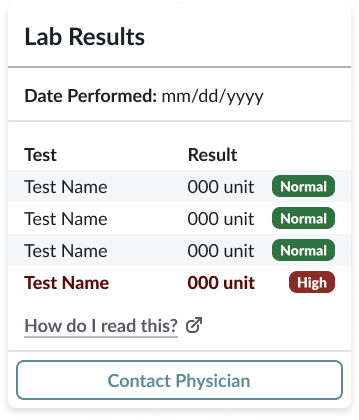 Lab Results
Date Performed: mm/dd/yyyy
Test Result
Test Name 000 unit Normal
Test Name 000 unit Normal
Test Name 000 unit Normal
Test Name 000 unit High
How do I read this?
Contact Physician